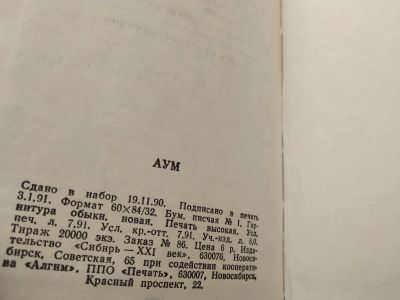 АУМ
Сдано в набор 19.11.90. Подписано в печать
3.1.91. Формат 60×84/32. Бум. писчая № 1. Гар-
нитура обыкн. новая. Печать высокая. Усл.
печ. л. 7,91. Усл. кр.-отт. 7,91. Уч.-изд. л. 8,0.
Тираж 20000 экз. Заказ № 86. Цена 6 р. Изда-
тельство «Сибирь — XXI век», 630076, Новоси-
бирск, Советская, 65 при содействии кооперати-
ва «Алгим». ППО «Печать», 630007, Новосибирск,
Красный проспект, 22.